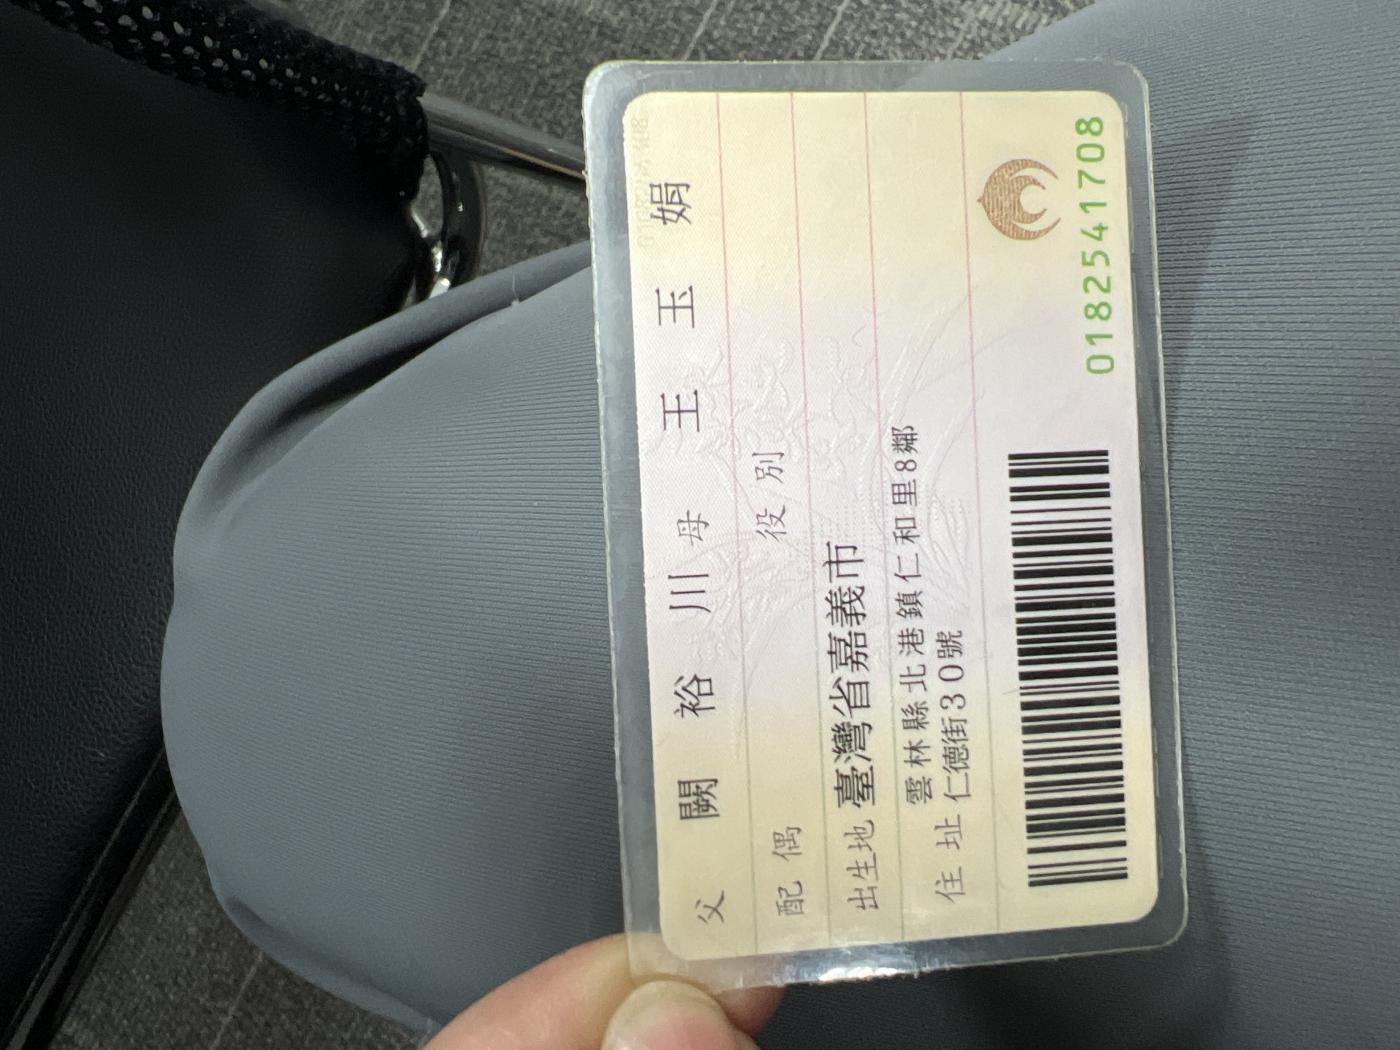 父 闕裕川 母 王玉娟
配偶 役別
出生地 臺灣省嘉義市
住址 雲林縣北港鎮仁和里8鄰
仁德街30號
0182541708